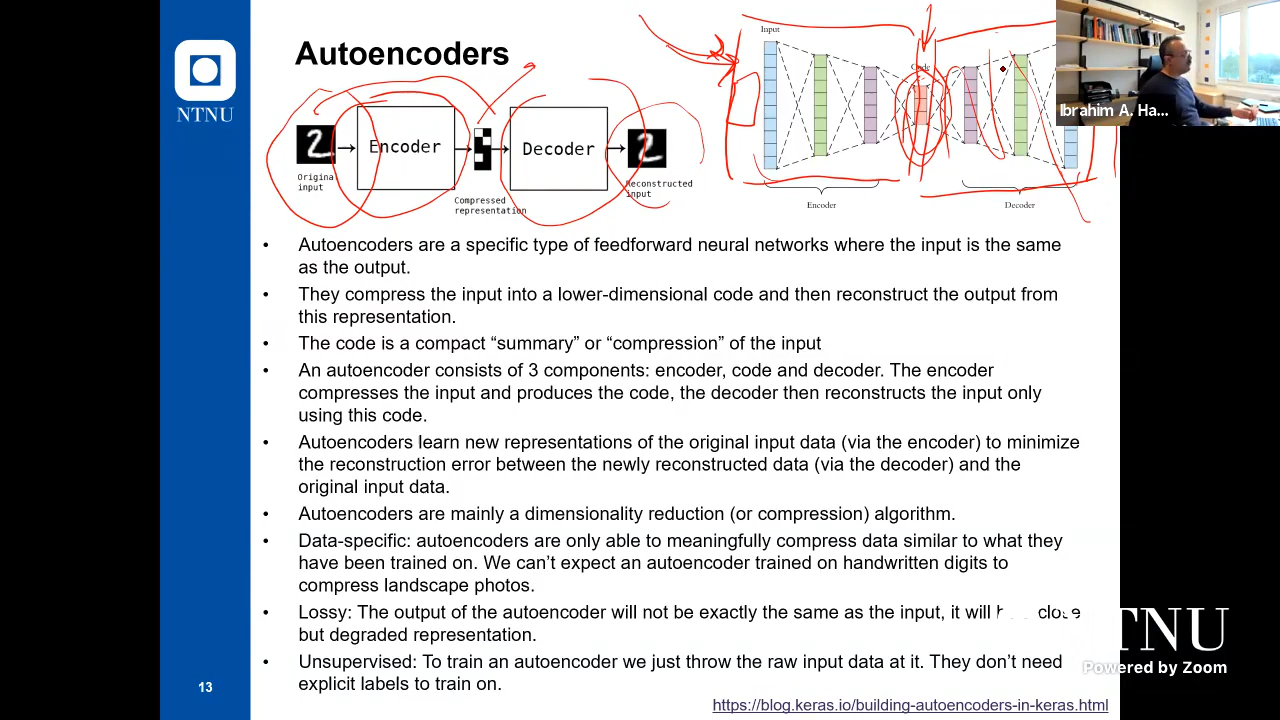 NTNU
Autoencoders
2
Encoder
Decoder
2
Original
input
Compressed
representation
Reconstructed
input
Input
Code
Encoder
Decoder
Ibrahim A. Ha...
• Autoencoders are a specific type of feedforward neural networks where the input is the same
as the output.
• They compress the input into a lower-dimensional code and then reconstruct the output from
this representation.
• The code is a compact “summary” or “compression” of the input
• An autoencoder consists of 3 components: encoder, code and decoder. The encoder
compresses the input and produces the code, the decoder then reconstructs the input only
using this code.
• Autoencoders learn new representations of the original input data (via the encoder) to minimize
the reconstruction error between the newly reconstructed data (via the decoder) and the
original input data.
• Autoencoders are mainly a dimensionality reduction (or compression) algorithm.
• Data-specific: autoencoders are only able to meaningfully compress data similar to what they
have been trained on. We can’t expect an autoencoder trained on handwritten digits to
compress landscape photos.
• Lossy: The output of the autoencoder will not be exactly the same as the input, it will close
but degraded representation.
• Unsupervised: To train an autoencoder we just throw the raw input data at it. They don’t need
explicit labels to train on.
13
https://blog.keras.io/building-autoencoders-in-keras.html
NTNU
Powered by Zoom